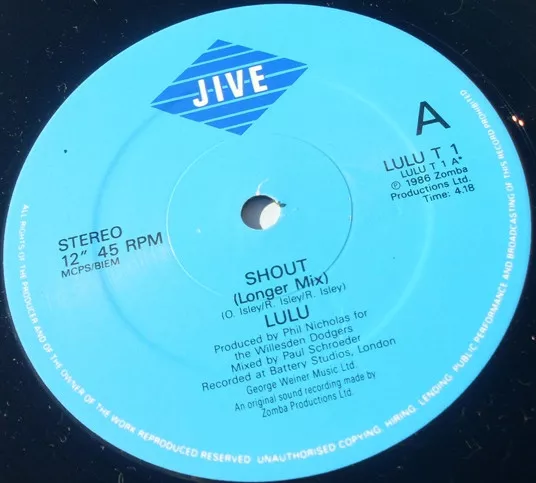 JIVE
A
LULU T 1
LULU T 1 A*
℗ 1986 Zomba
Productions Ltd.
Time: 4.18
STEREO
12" 45 RPM
MCPS/BIEM
SHOUT
(Longer Mix)
(O. Isley/R. Isley/R. Isley)
LULU
Produced by Phil Nicholas for
the Willesden Dodgers
Mixed by Paul Schroeder
Recorded at Battery Studios, London
George Weiner Music Ltd.
An original sound recording made by
Zomba Productions Ltd.
ALL RIGHTS OF THE PRODUCER AND OF THE OWNER OF THE WORK REPRODUCED RESERVED. UNAUTHORISED COPYING, HIRING, LENDING, PUBLIC PERFORMANCE AND BROADCASTING OF THIS RECORD PROHIBITED